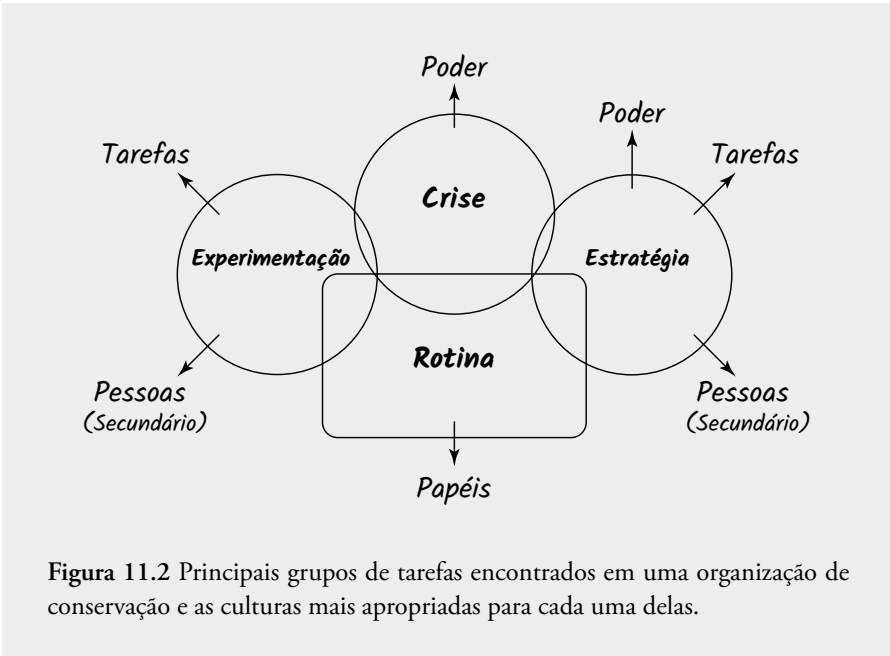 Poder
Poder
Tarefas
Tarefas
Crise
Experimentação
Estratégia
Rotina
Pessoas
(Secundário)
Pessoas
(Secundário)
Papéis
Figura 11.2 Principais grupos de tarefas encontrados em uma organização de
conservação e as culturas mais apropriadas para cada uma delas.